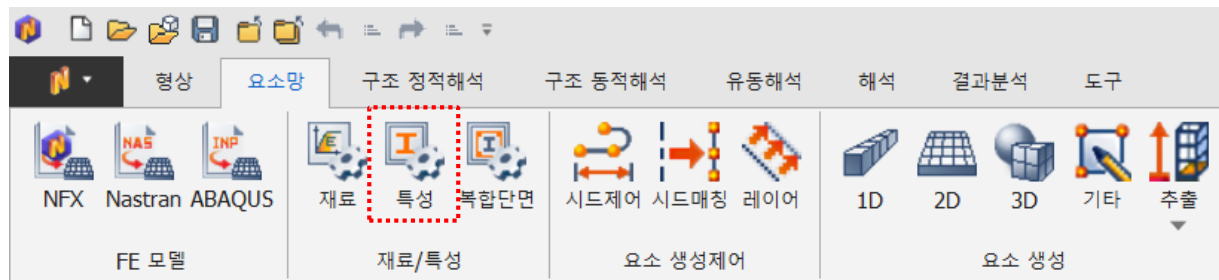 형상 요소망 구조 정적해석 구조 동적해석 유동해석 해석 결과분석 도구
NAS INP
NFX Nastran ABAQUS 재료 특성 복합단면 시드제어 시드매칭 레이어 1D 2D 3D 기타 추출
FE 모델 재료/특성 요소 생성제어 요소 생성